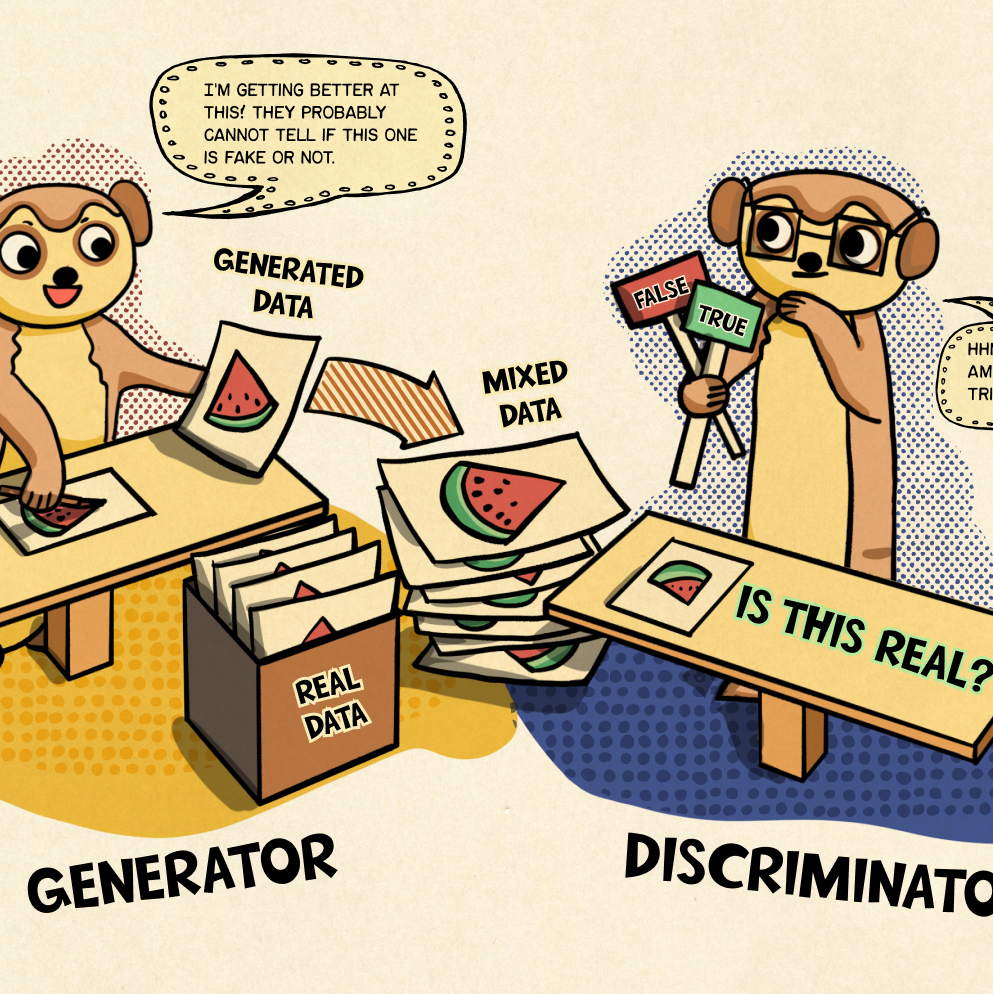 I'M GETTING BETTER AT
THIS! THEY PROBABLY
CANNOT TELL IF THIS ONE
IS FAKE OR NOT.
GENERATED
DATA
MIXED
DATA
FALSE
TRUE
REAL
DATA
IS THIS REAL?
GENERATOR